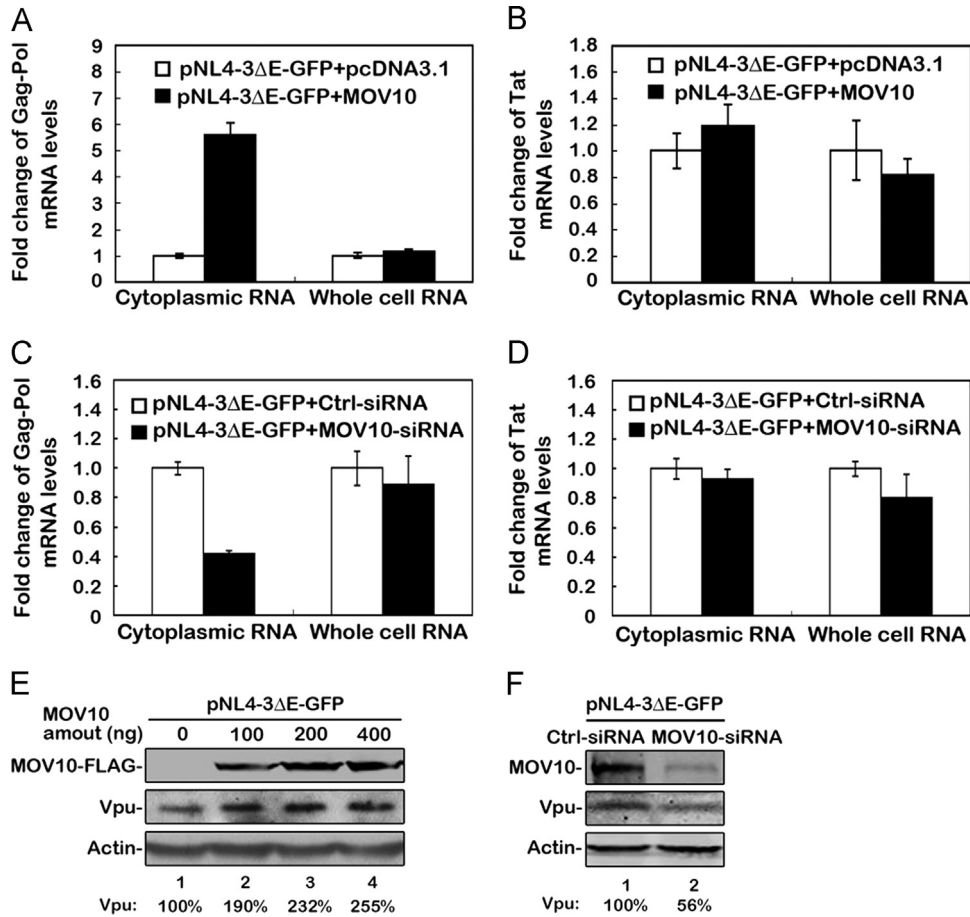 A
Fold change of Gag-Pol
mRNA levels
9
8
7
6
5
4
3
2
1
0
pNL4-3ΔE-GFP+pcDNA3.1
pNL4-3ΔE-GFP+MOV10
Cytoplasmic RNA Whole cell RNA
B
Fold change of Tat
mRNA levels
1.6
1.4
1.2
1.0
0.8
0.6
0.4
0.2
0
pNL4-3ΔE-GFP+pcDNA3.1
pNL4-3ΔE-GFP+MOV10
Cytoplasmic RNA Whole cell RNA
C
Fold change of Gag-Pol
mRNA levels
1.6
1.4
1.2
1.0
0.8
0.6
0.4
0.2
0
pNL4-3ΔE-GFP+Ctrl-siRNA
pNL4-3ΔE-GFP+MOV10-siRNA
Cytoplasmic RNA Whole cell RNA
D
Fold change of Tat
mRNA levels
1.6
1.4
1.2
1.0
0.8
0.6
0.4
0.2
0
pNL4-3ΔE-GFP+Ctrl-siRNA
pNL4-3ΔE-GFP+MOV10-siRNA
Cytoplasmic RNA Whole cell RNA
E
pNL4-3ΔE-GFP
MOV10
amout (ng) 0 100 200 400
MOV10-FLAG-
Vpu-
Actin-
1 2 3 4
Vpu: 100% 190% 232% 255%
F
pNL4-3ΔE-GFP
Ctrl-siRNA MOV10-siRNA
MOV10-
Vpu-
Actin-
1 2
Vpu: 100% 56%